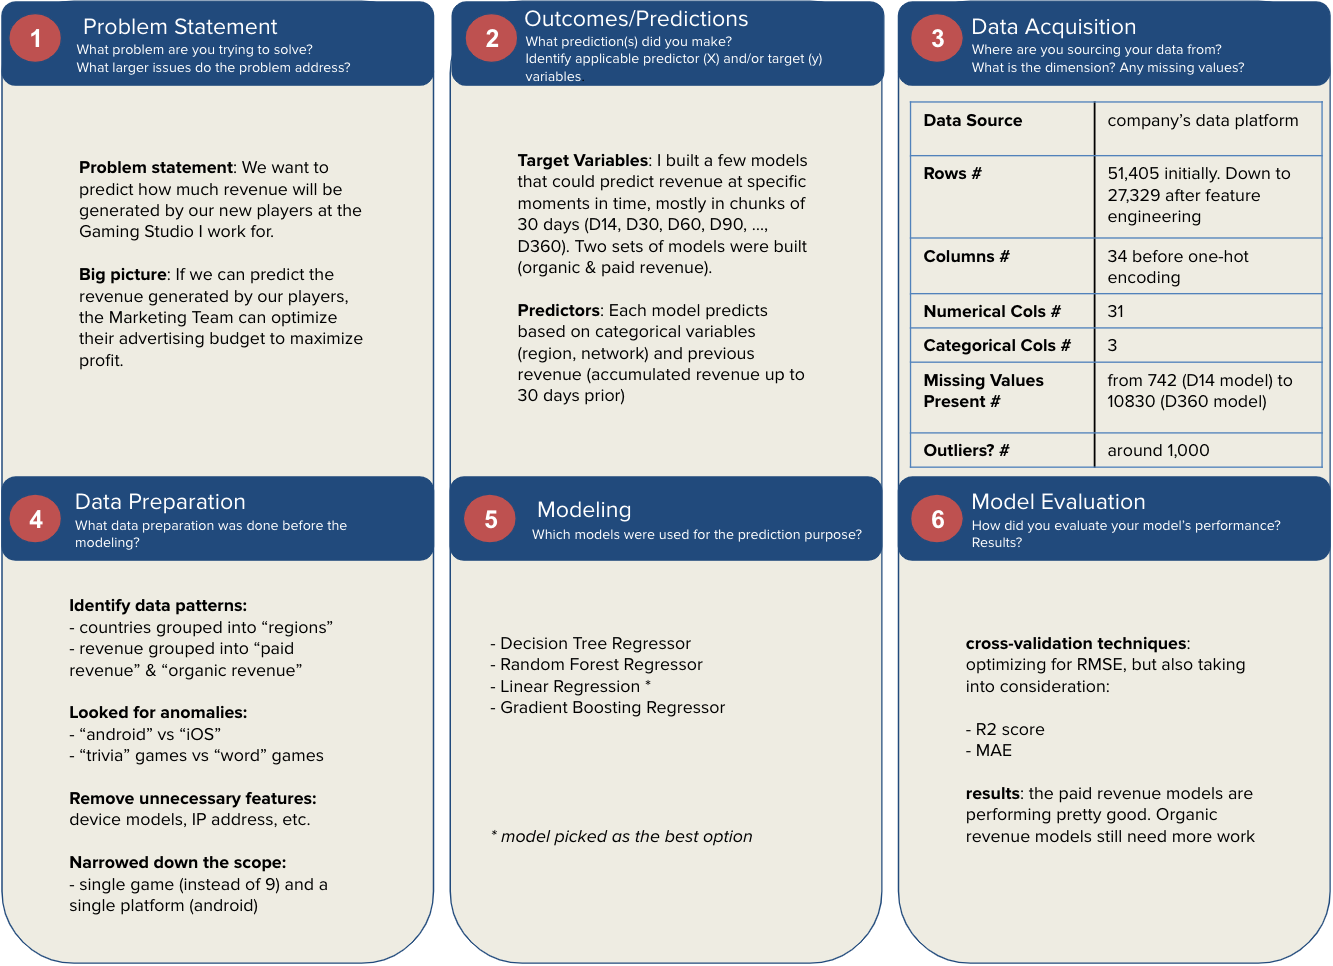 1
Problem Statement
What problem are you trying to solve?
What larger issues do the problem address?
Problem statement: We want to
predict how much revenue will be
generated by our new players at the
Gaming Studio I work for.
Big picture: If we can predict the
revenue generated by our players,
the Marketing Team can optimize
their advertising budget to maximize
profit.
2
Outcomes/Predictions
What prediction(s) did you make?
Identify applicable predictor (X) and/or target (y)
variables.
Target Variables: I built a few models
that could predict revenue at specific
moments in time, mostly in chunks of
30 days (D14, D30, D60, D90, ...,
D360). Two sets of models were built
(organic & paid revenue).
Predictors: Each model predicts
based on categorical variables
(region, network) and previous
revenue (accumulated revenue up to
30 days prior)
3
Data Acquisition
Where are you sourcing your data from?
What is the dimension? Any missing values?
Data Source company’s data platform
Rows # 51,405 initially. Down to
27,329 after feature
engineering
Columns # 34 before one-hot
encoding
Numerical Cols # 31
Categorical Cols # 3
Missing Values from 742 (D14 model) to
Present # 10830 (D360 model)
Outliers? # around 1,000
4
Data Preparation
What data preparation was done before the
modeling?
Identify data patterns:
- countries grouped into “regions”
- revenue grouped into “paid
revenue” & “organic revenue”
Looked for anomalies:
- “android” vs “iOS”
- “trivia” games vs “word” games
Remove unnecessary features:
device models, IP address, etc.
Narrowed down the scope:
- single game (instead of 9) and a
single platform (android)
5
Modeling
Which models were used for the prediction purpose?
- Decision Tree Regressor
- Random Forest Regressor
- Linear Regression *
- Gradient Boosting Regressor
* model picked as the best option
6
Model Evaluation
How did you evaluate your model’s performance?
Results?
cross-validation techniques:
optimizing for RMSE, but also taking
into consideration:
- R2 score
- MAE
results: the paid revenue models are
performing pretty good. Organic
revenue models still need more work